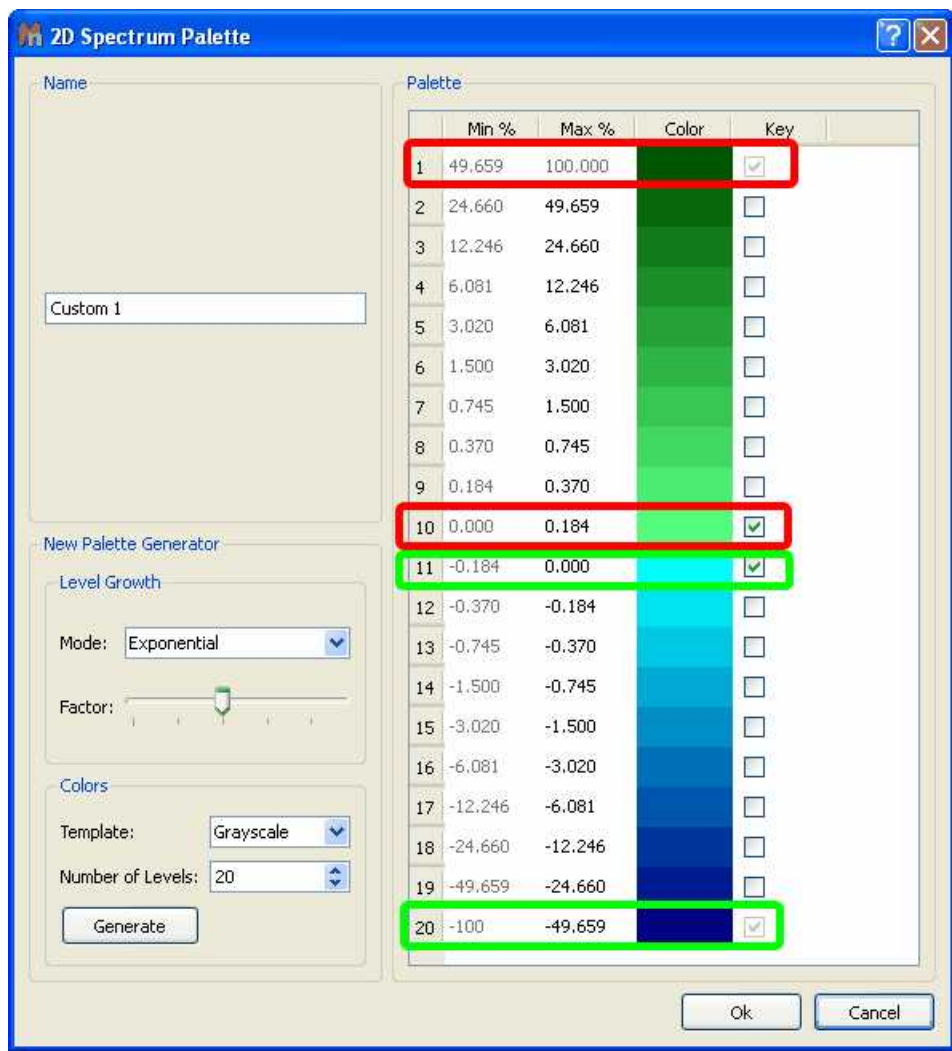 2D Spectrum Palette
Name
Custom 1
New Palette Generator
Level Growth
Mode: Exponential
Factor:
Colors
Template: Grayscale
Number of Levels: 20
Generate
Palette
Min % Max % Color Key
1 49.659 100.000
2 24.660 49.659
3 12.246 24.660
4 6.081 12.246
5 3.020 6.081
6 1.500 3.020
7 0.745 1.500
8 0.370 0.745
9 0.184 0.370
10 0.000 0.184
11 -0.184 0.000
12 -0.370 -0.184
13 -0.745 -0.370
14 -1.500 -0.745
15 -3.020 -1.500
16 -6.081 -3.020
17 -12.246 -6.081
18 -24.660 -12.246
19 -49.659 -24.660
20 -100 -49.659
Ok Cancel